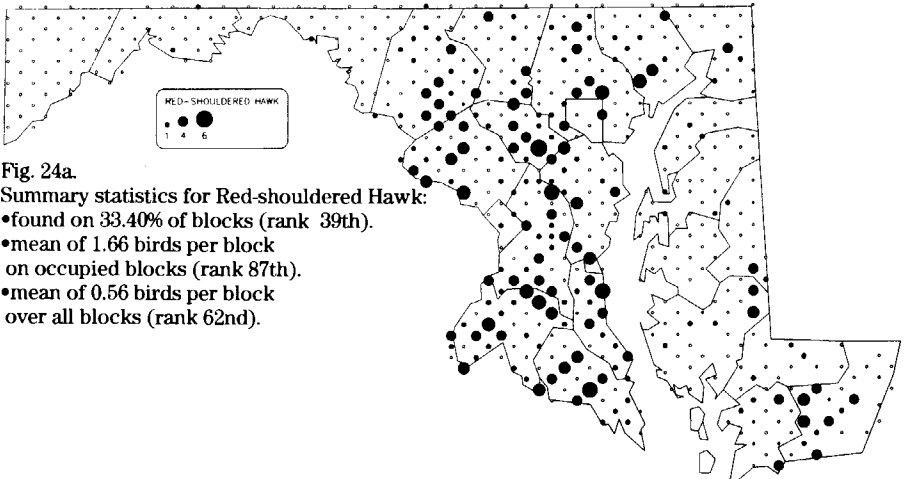 RED-SHOULDERED HAWK
1 4 6
Fig. 24a.
Summary statistics for Red-shouldered Hawk:
•found on 33.40% of blocks (rank 39th).
•mean of 1.66 birds per block
on occupied blocks (rank 87th).
•mean of 0.56 birds per block
over all blocks (rank 62nd).